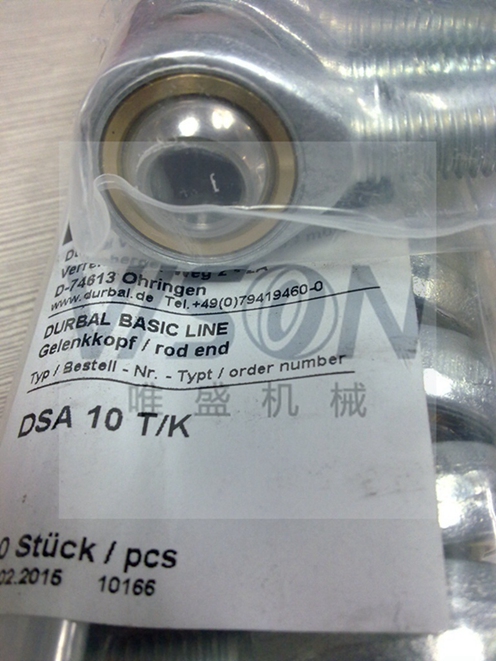 D-74613 Öhringen
www.durbal.de Tel.+49(0)79419460-0
DURBAL BASIC LINE
Gelenkkopf / rod end
Typ / Bestell - Nr. - Typt / order number
DSA 10 T/K
0 Stück / pcs
02.2015 10166
唯盛机械